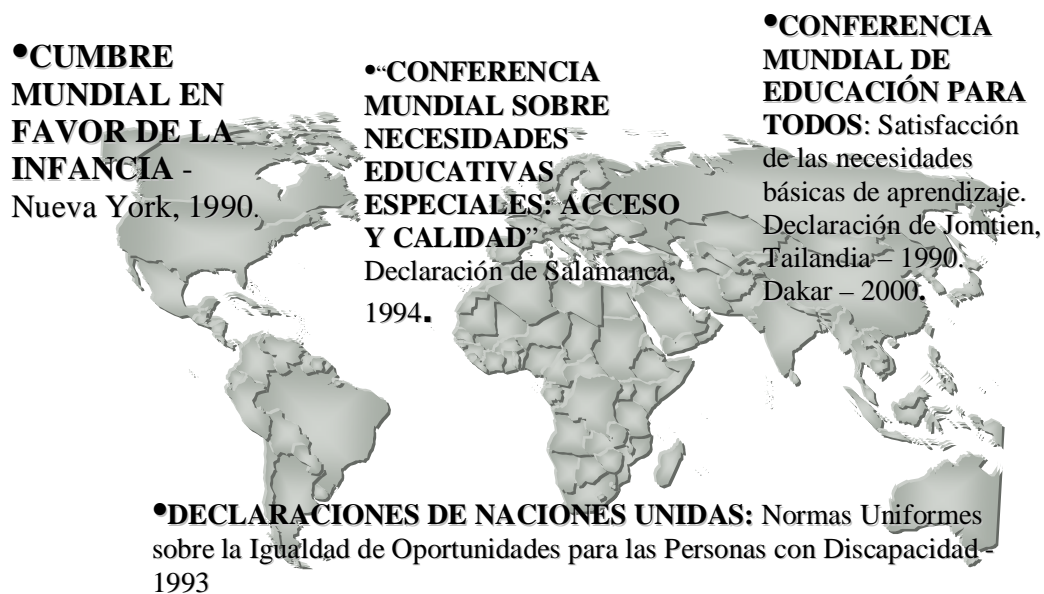 •CUMBRE
MUNDIAL EN
FAVOR DE LA
INFANCIA -
Nueva York, 1990.
•“CONFERENCIA
MUNDIAL SOBRE
NECESIDADES
EDUCATIVAS
ESPECIALES: ACCESO
Y CALIDAD”
Declaración de Salamanca,
1994.
•CONFERENCIA
MUNDIAL DE
EDUCACIÓN PARA
TODOS: Satisfacción
de las necesidades
básicas de aprendizaje.
Declaración de Jomtien,
Tailandia – 1990.
Dakar – 2000.
•DECLARACIONES DE NACIONES UNIDAS: Normas Uniformes
sobre la Igualdad de Oportunidades para las Personas con Discapacidad -
1993